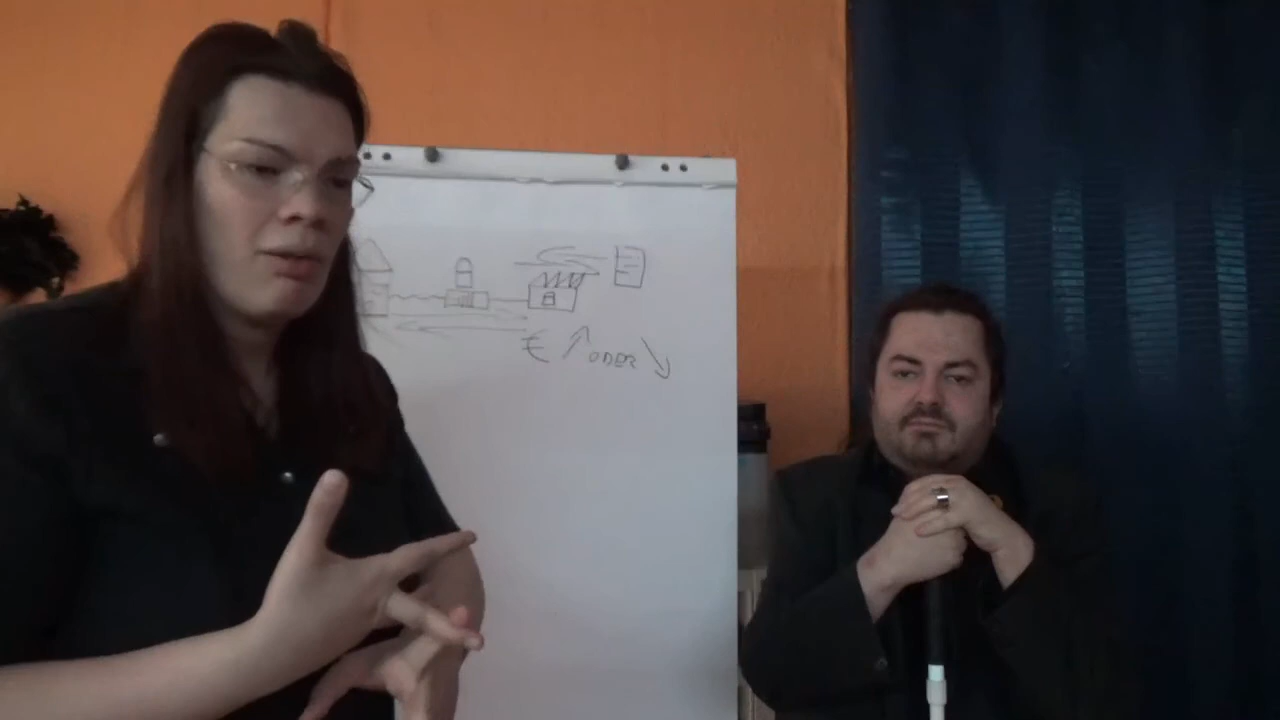 € ↗ ODER ↘